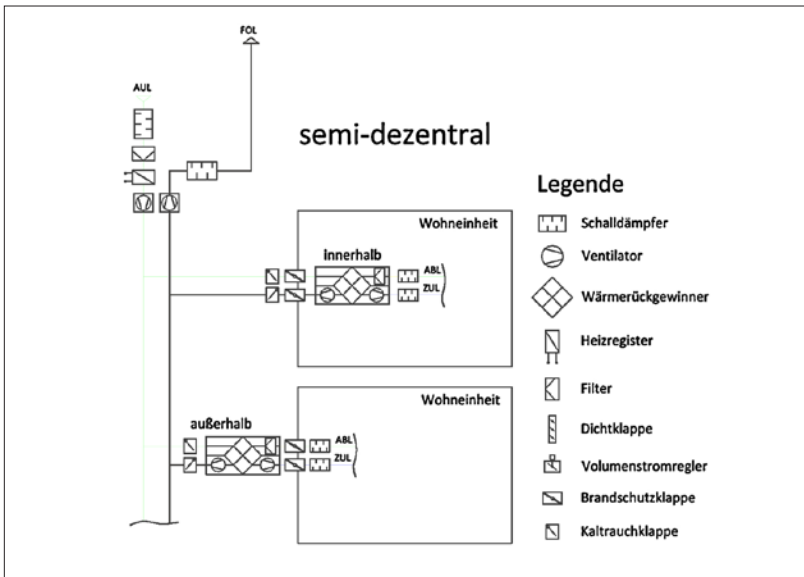 FOL
AUL
semi-dezentral
Wohneinheit
innerhalb
ABL
ZUL
Wohneinheit
außerhalb
ABL
ZUL
Legende
Schalldämpfer
Ventilator
Wärmerückgewinner
Heizregister
Filter
Dichtklappe
Volumenstromregler
Brandschutzklappe
Kaltrauchklappe